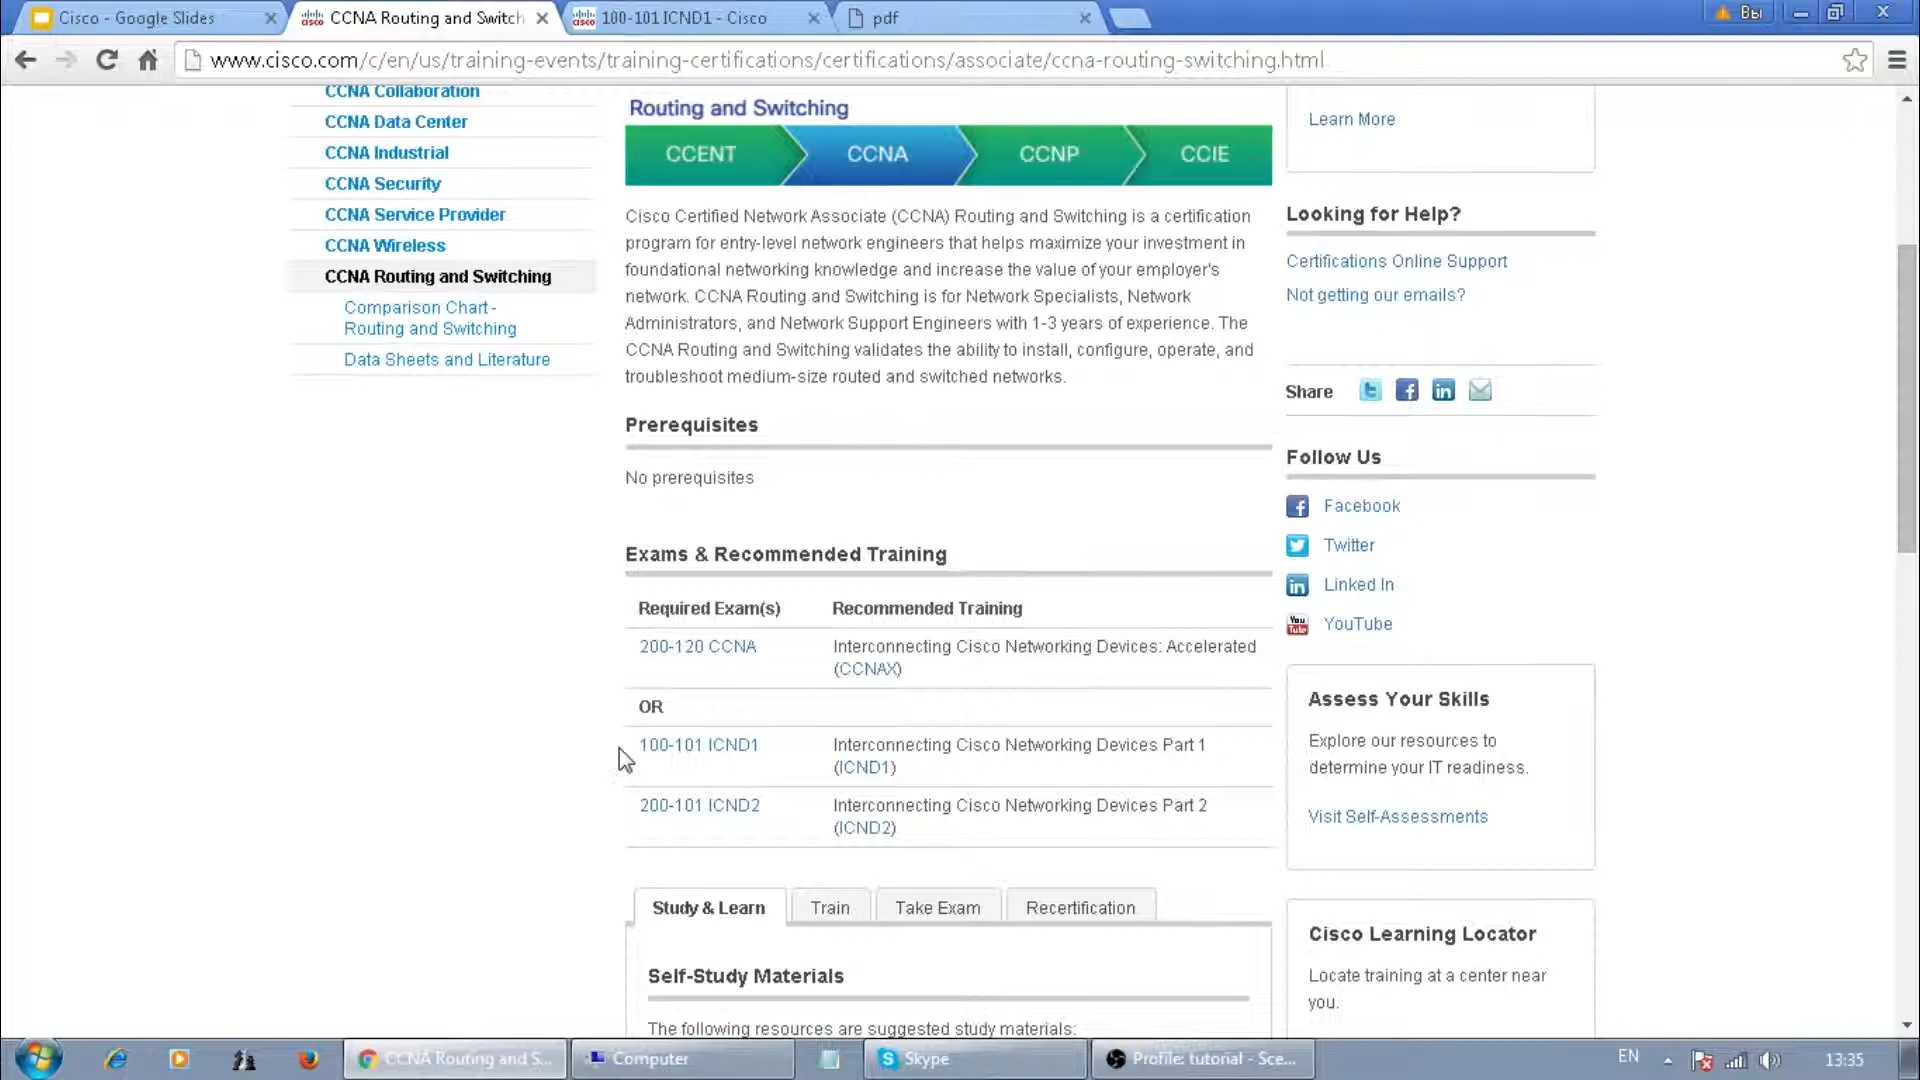 Cisco - Google Slides
CCNA Routing and Switch
100-101 ICND1 - Cisco
pdf
Вы
www.cisco.com/c/en/us/training-events/training-certifications/certifications/associate/ccna-routing-switching.html
CCNA Collaboration
CCNA Data Center
CCNA Industrial
CCNA Security
CCNA Service Provider
CCNA Wireless
CCNA Routing and Switching
Comparison Chart -
Routing and Switching
Data Sheets and Literature
Routing and Switching
CCENT
CCNA
CCNP
CCIE
Cisco Certified Network Associate (CCNA) Routing and Switching is a certification
program for entry-level network engineers that helps maximize your investment in
foundational networking knowledge and increase the value of your employer's
network. CCNA Routing and Switching is for Network Specialists, Network
Administrators, and Network Support Engineers with 1-3 years of experience. The
CCNA Routing and Switching validates the ability to install, configure, operate, and
troubleshoot medium-size routed and switched networks.
Prerequisites
No prerequisites
Exams & Recommended Training
Required Exam(s) Recommended Training
200-120 CCNA Interconnecting Cisco Networking Devices: Accelerated
(CCNAX)
OR
100-101 ICND1 Interconnecting Cisco Networking Devices Part 1
(ICND1)
200-101 ICND2 Interconnecting Cisco Networking Devices Part 2
(ICND2)
Study & Learn Train Take Exam Recertification
Self-Study Materials
The following resources are suggested study materials:
Learn More
Looking for Help?
Certifications Online Support
Not getting our emails?
Share
Follow Us
Facebook
Twitter
Linked In
YouTube
Assess Your Skills
Explore our resources to
determine your IT readiness.
Visit Self-Assessments
Cisco Learning Locator
Locate training at a center near
you.
CCNA Routing and S...
Computer
Skype
Profile: tutorial - Sce...
EN
13:35